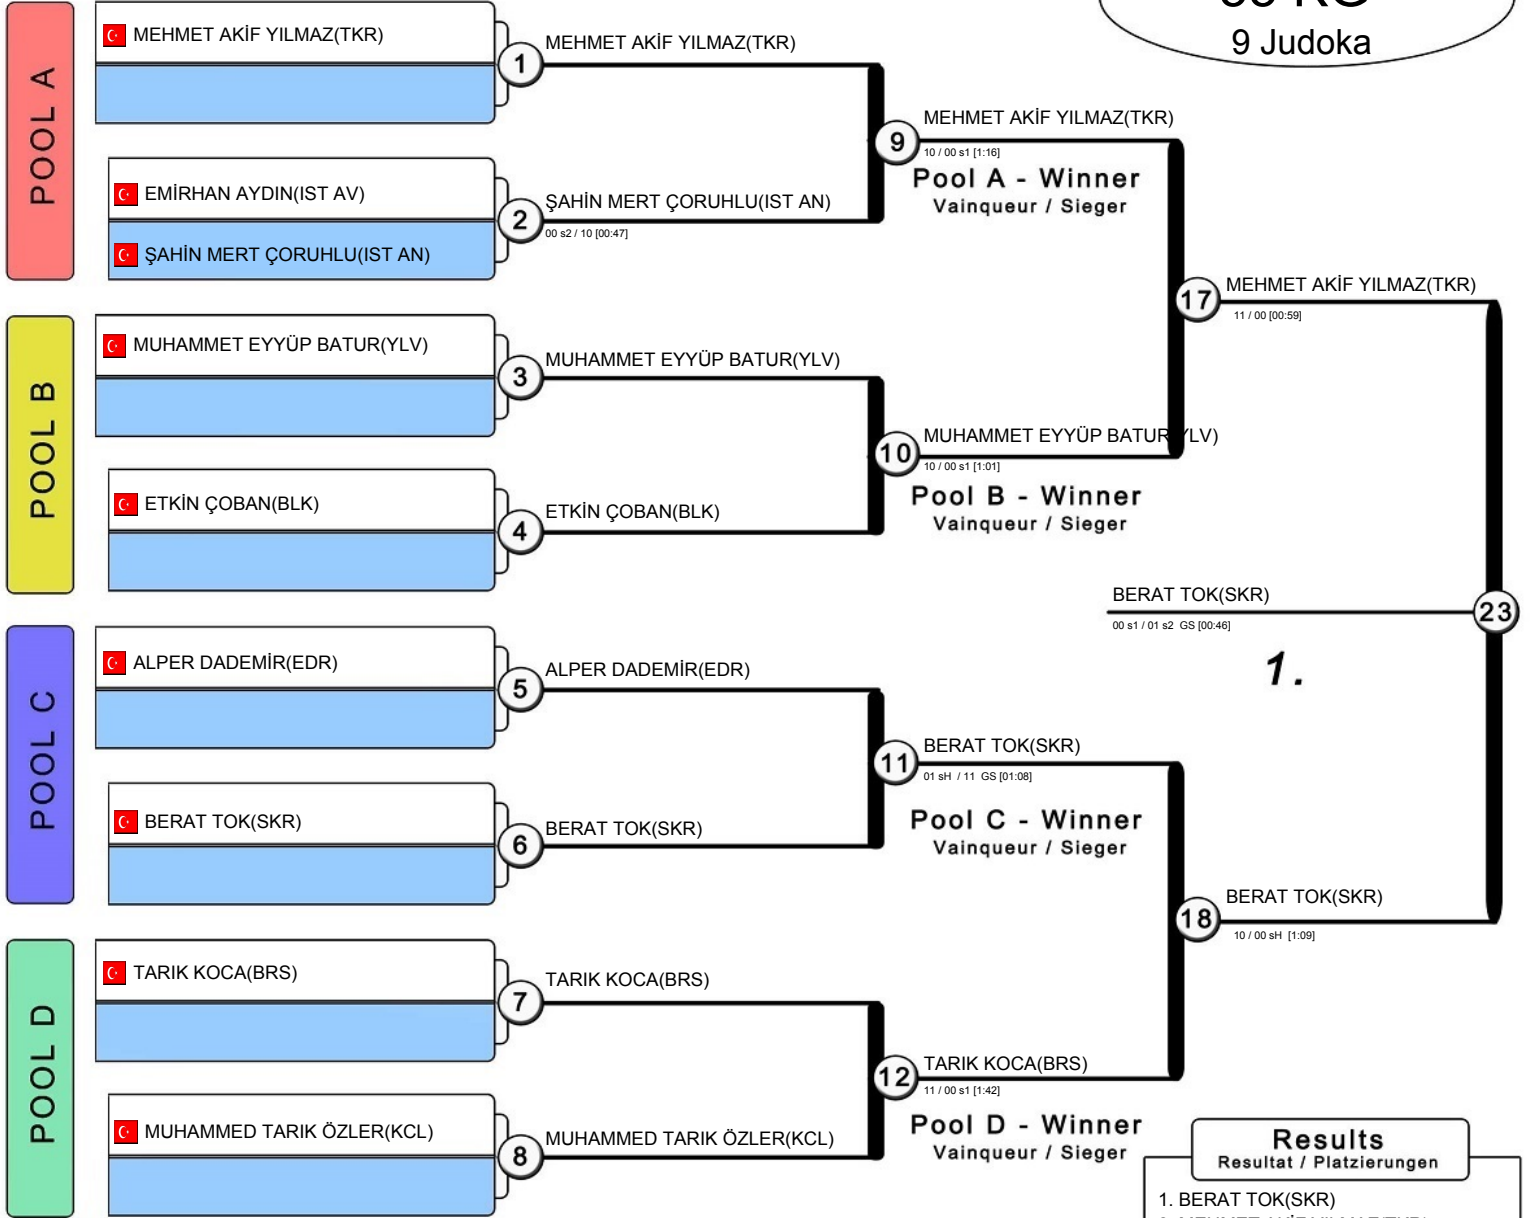 KG
9 Judoka
POOL A
MEHMET AKİF YILMAZ(TKR)
1
MEHMET AKİF YILMAZ(TKR)
EMİRHAN AYDIN(IST AV)
ŞAHİN MERT ÇORUHLU(IST AN)
2
ŞAHİN MERT ÇORUHLU(IST AN)
00 s2 / 10 [00:47]
9
MEHMET AKİF YILMAZ(TKR)
10 / 00 s1 [1:16]
Pool A - Winner
Vainqueur / Sieger
POOL B
MUHAMMET EYYÜP BATUR(YLV)
3
MUHAMMET EYYÜP BATUR(YLV)
ETKİN ÇOBAN(BLK)
4
ETKİN ÇOBAN(BLK)
10
MUHAMMET EYYÜP BATUR(YLV)
10 / 00 s1 [1:01]
Pool B - Winner
Vainqueur / Sieger
17
MEHMET AKİF YILMAZ(TKR)
11 / 00 [00:59]
POOL C
ALPER DADEMİR(EDR)
5
ALPER DADEMİR(EDR)
BERAT TOK(SKR)
6
BERAT TOK(SKR)
11
BERAT TOK(SKR)
01 sH / 11 GS [01:08]
Pool C - Winner
Vainqueur / Sieger
POOL D
TARIK KOCA(BRS)
7
TARIK KOCA(BRS)
MUHAMMED TARIK ÖZLER(KCL)
8
MUHAMMED TARIK ÖZLER(KCL)
12
TARIK KOCA(BRS)
11 / 00 s1 [1:42]
Pool D - Winner
Vainqueur / Sieger
18
BERAT TOK(SKR)
10 / 00 sH [1:09]
BERAT TOK(SKR)
00 s1 / 01 s2 GS [00:46]
23
1.
Results
Resultat / Platzierungen
1. BERAT TOK(SKR)